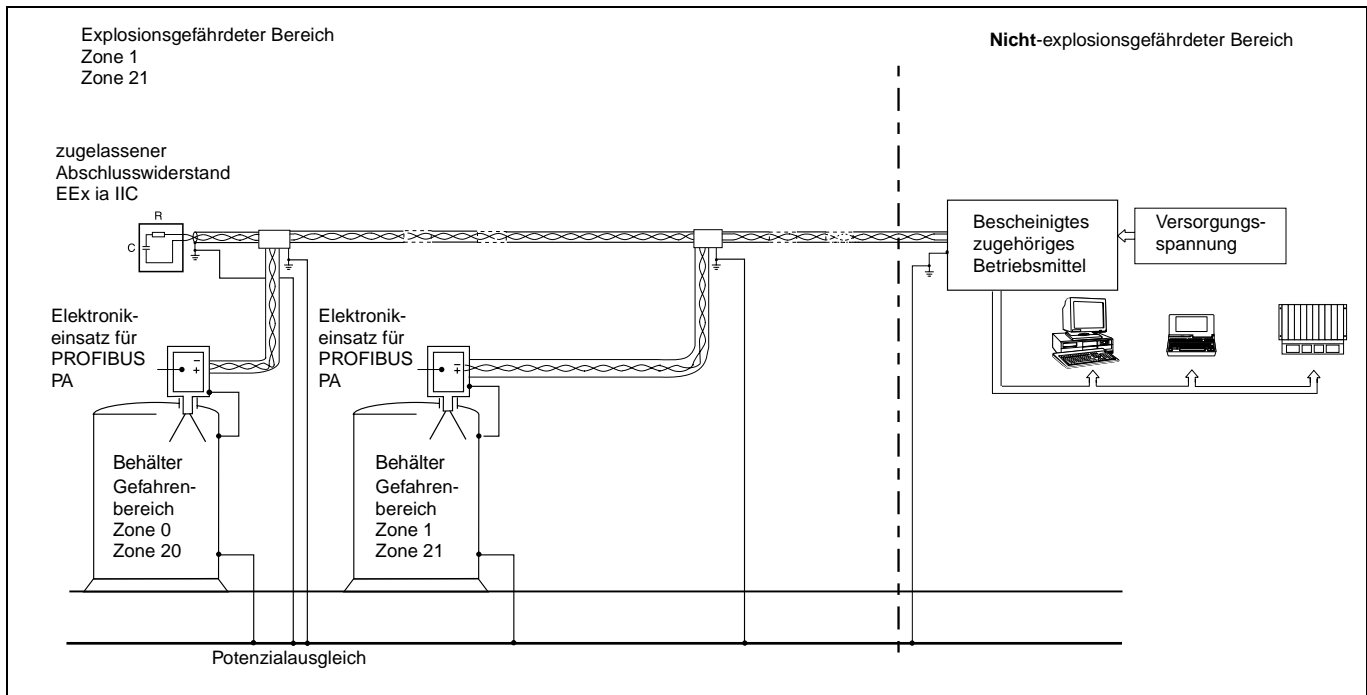 Explosionsgefährdeter Bereich
Zone 1
Zone 21
Nicht-explosionsgefährdeter Bereich
zugelassener
Abschlusswiderstand
EEx ia IIC
R
C
Bescheinigtes
zugehöriges
Betriebsmittel
Versorgungs-
spannung
Elektronik-
einsatz für
PROFIBUS
PA
– +
Elektronik-
einsatz für
PROFIBUS
PA
– +
Behälter
Gefahren-
bereich
Zone 0
Zone 20
Behälter
Gefahren-
bereich
Zone 1
Zone 21
Potenzialausgleich